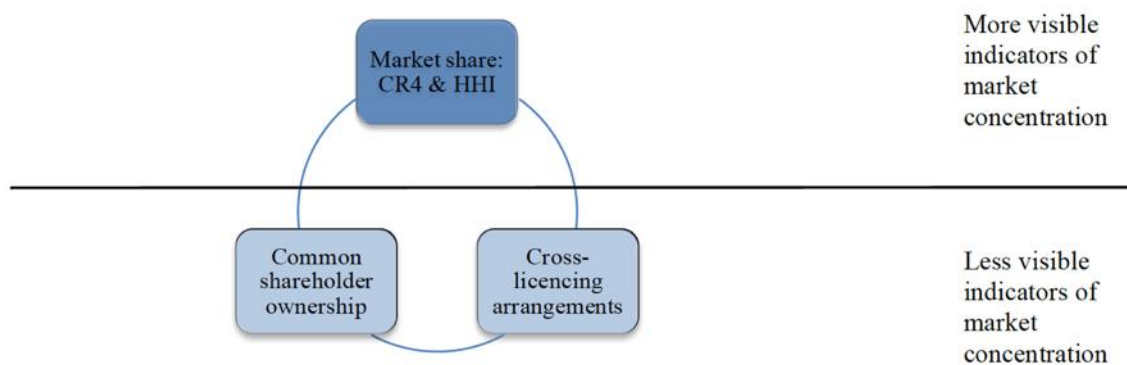 Market share:
CR4 & HHI
More visible
indicators of
market
concentration
Common
shareholder
ownership
Cross-
licencing
arrangements
Less visible
indicators of
market
concentration